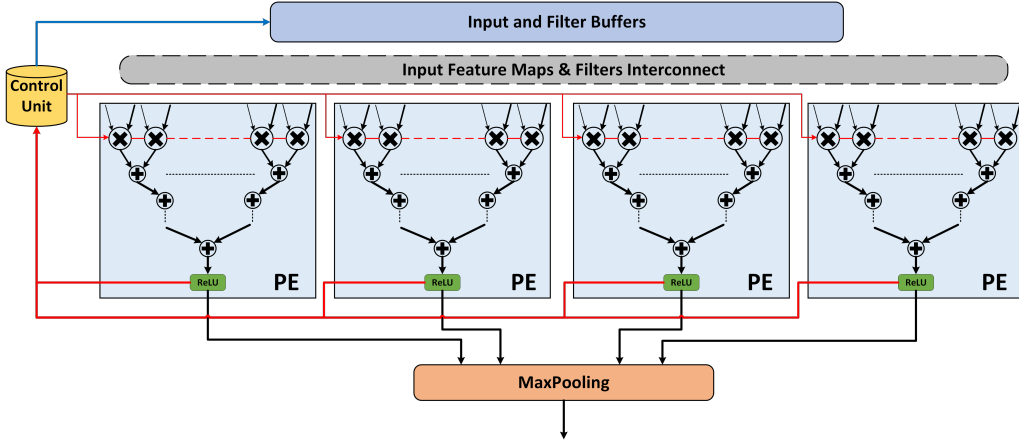 Input and Filter Buffers
Input Feature Maps & Filters Interconnect
Control
Unit
ReLU
PE
ReLU
PE
ReLU
PE
ReLU
PE
MaxPooling